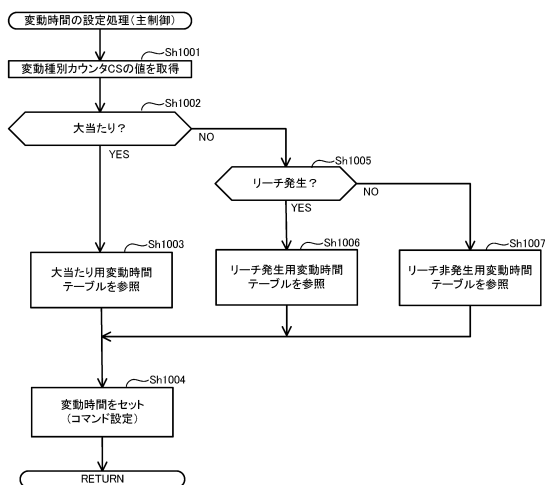 変動時間の設定処理（主制御）
Sh1001
変動種別カウンタCSの値を取得
Sh1002
大当たり？
NO
YES
Sh1005
リーチ発生？
NO
YES
Sh1003
大当たり用変動時間
テーブルを参照
Sh1006
リーチ発生用変動時間
テーブルを参照
Sh1007
リーチ非発生用変動時間
テーブルを参照
Sh1004
変動時間をセット
（コマンド設定）
RETURN